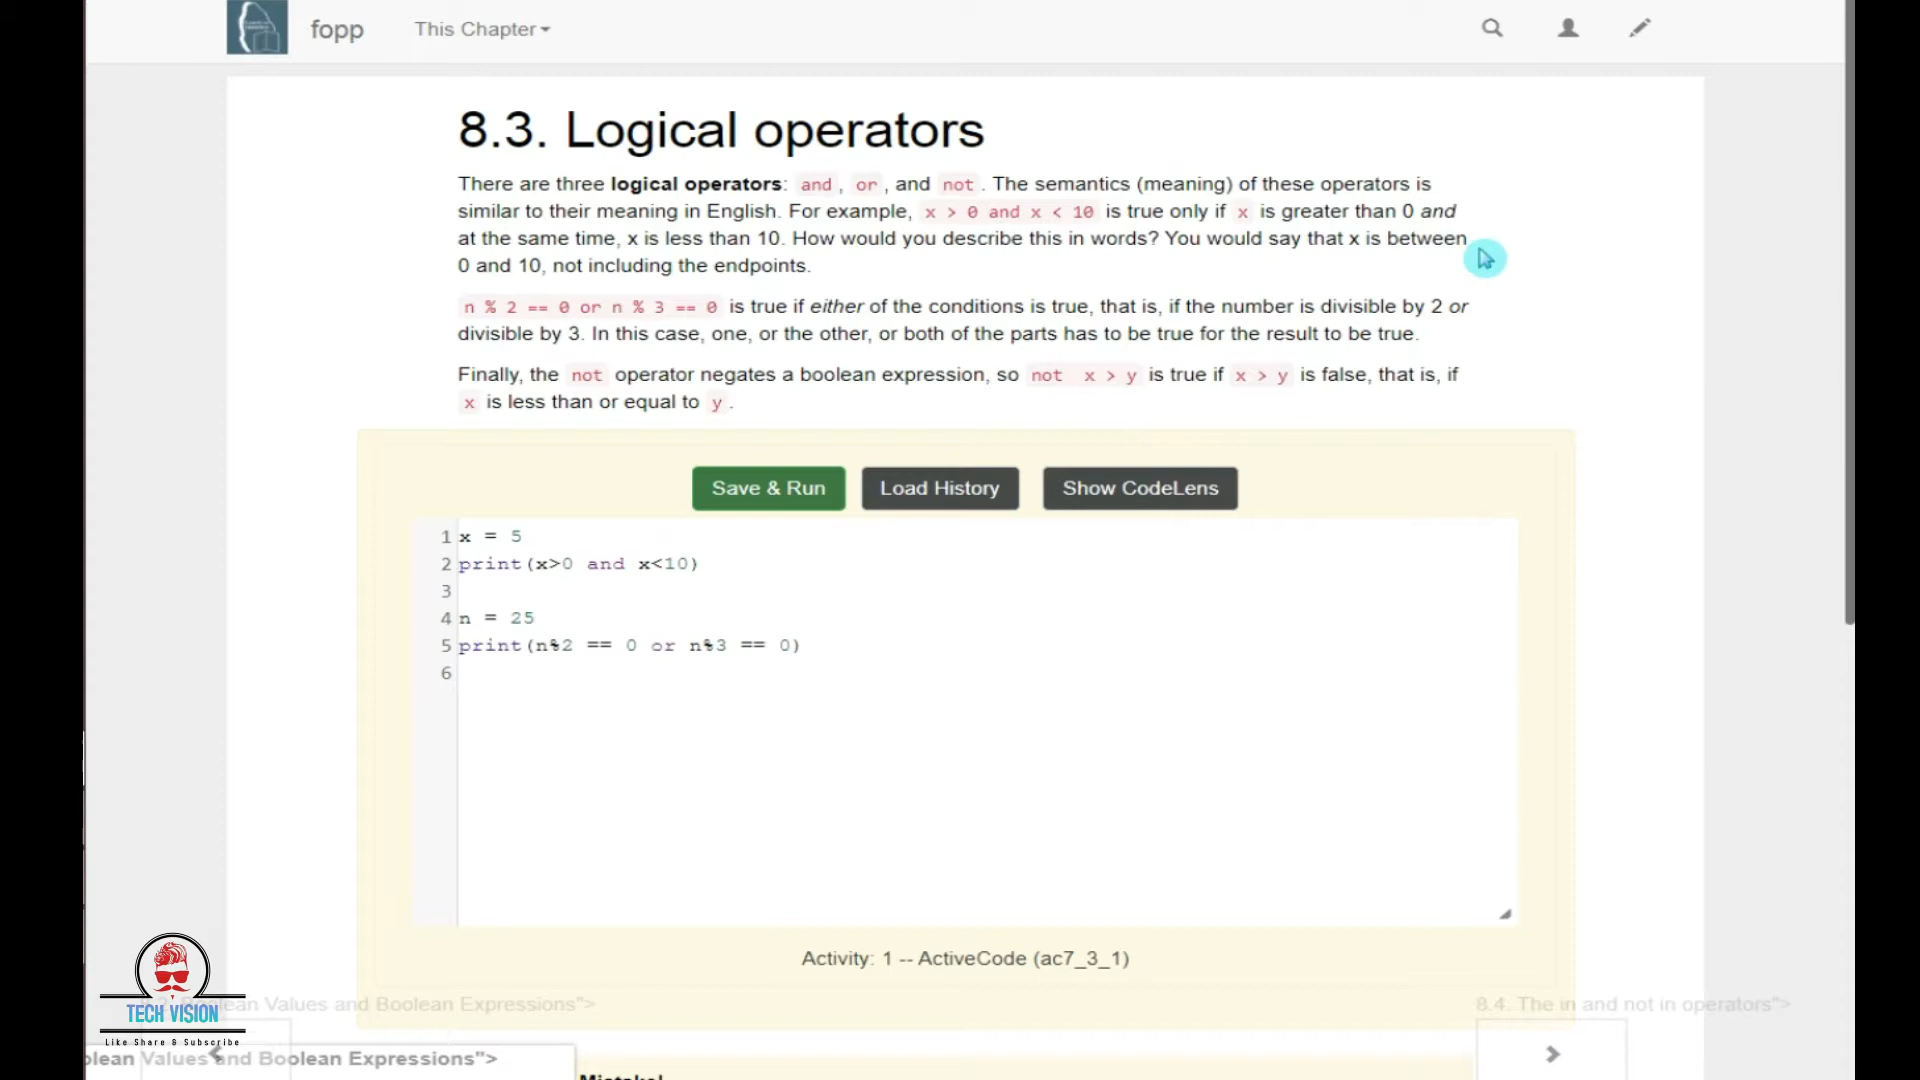 fopp
This Chapter
8.3. Logical operators
There are three logical operators: and, or, and not. The semantics (meaning) of these operators is
similar to their meaning in English. For example, x > 0 and x < 10 is true only if x is greater than 0 and
at the same time, x is less than 10. How would you describe this in words? You would say that x is between
0 and 10, not including the endpoints.
n % 2 == 0 or n % 3 == 0 is true if either of the conditions is true, that is, if the number is divisible by 2 or
divisible by 3. In this case, one, or the other, or both of the parts has to be true for the result to be true.
Finally, the not operator negates a boolean expression, so not x > y is true if x > y is false, that is, if
x is less than or equal to y.
Save & Run
Load History
Show CodeLens
1 x = 5
2 print(x>0 and x<10)
3
4 n = 25
5 print(n%2 == 0 or n%3 == 0)
6
Activity: 1 -- ActiveCode (ac7_3_1)
Boolean Values and Boolean Expressions">
8.4. The in and not in operators">
TECH VISION
Like Share & Subscribe
olean Values and Boolean Expressions">